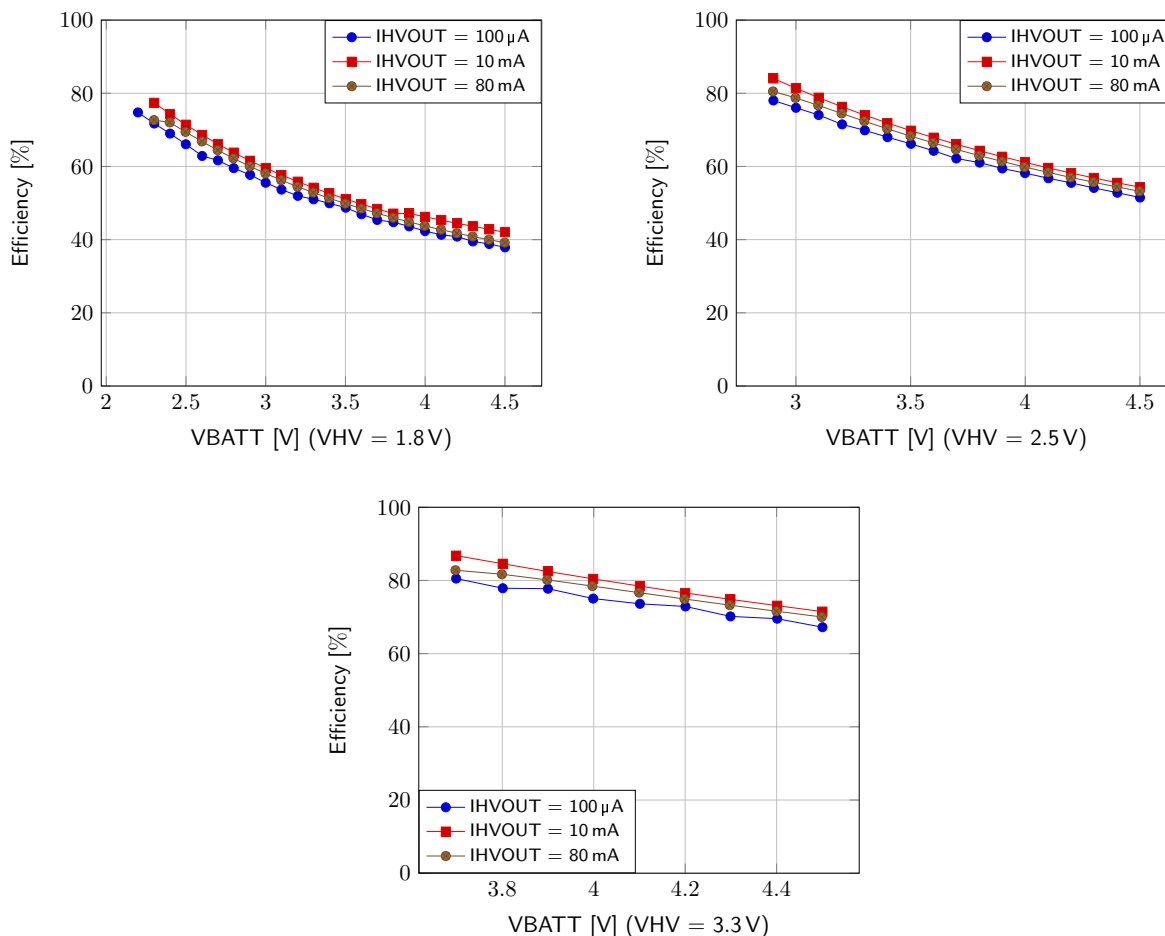 100
80
60
40
20
0
Efficiency [%]
IHVOUT = 100 µA
IHVOUT = 10 mA
IHVOUT = 80 mA
2 2.5 3 3.5 4 4.5
VBATT [V] (VHV = 1.8 V)
100
80
60
40
20
0
Efficiency [%]
IHVOUT = 100 µA
IHVOUT = 10 mA
IHVOUT = 80 mA
3 3.5 4 4.5
VBATT [V] (VHV = 2.5 V)
100
80
60
40
20
0
Efficiency [%]
IHVOUT = 100 µA
IHVOUT = 10 mA
IHVOUT = 80 mA
3.8 4 4.2 4.4
VBATT [V] (VHV = 3.3 V)